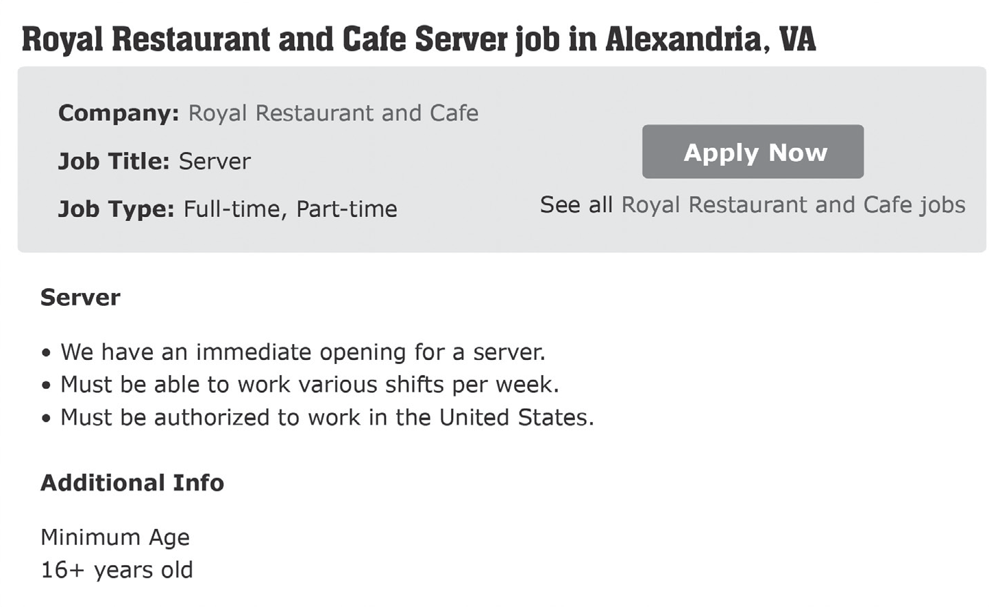 Royal Restaurant and Cafe Server job in Alexandria, VA
Company: Royal Restaurant and Cafe
Job Title: Server
Job Type: Full-time, Part-time
Apply Now
See all Royal Restaurant and Cafe jobs
Server
• We have an immediate opening for a server.
• Must be able to work various shifts per week.
• Must be authorized to work in the United States.
Additional Info
Minimum Age
16+ years old